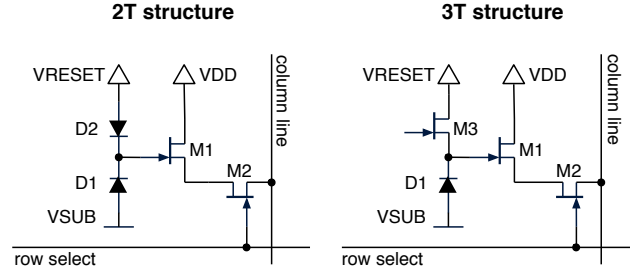 2T structure
VRESET
VDD
column line
D2
M1
M2
D1
VSUB
row select
3T structure
VRESET
VDD
column line
M3
M1
M2
D1
VSUB
row select